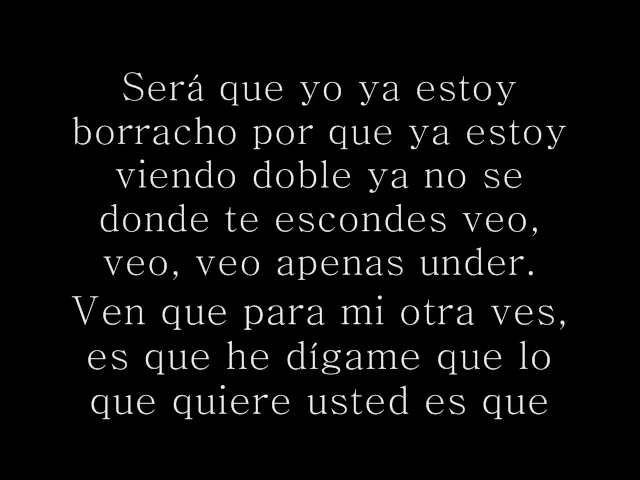 Será que yo ya estoy
borracho por que ya estoy
viendo doble ya no se
donde te escondes veo,
veo, veo apenas under.
Ven que para mi otra ves,
es que he dígame que lo
que quiere usted es que